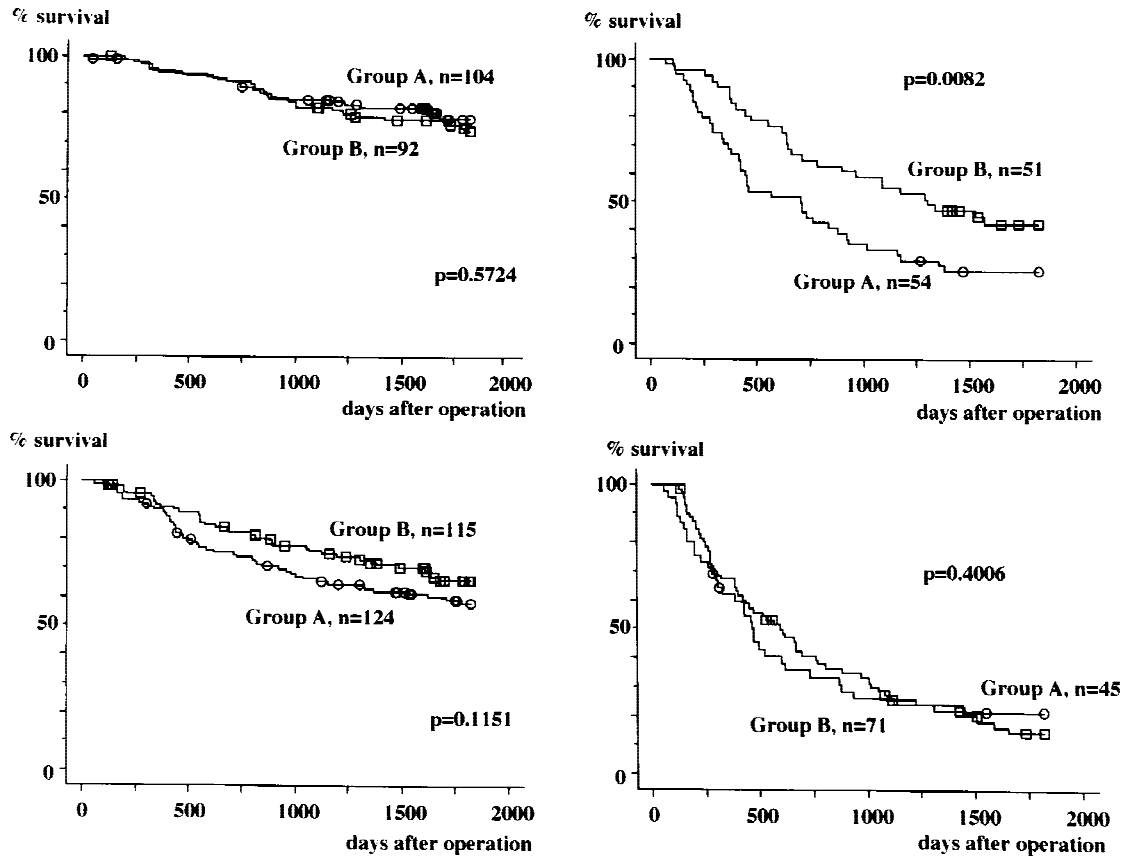 % survival
100
Group A, n=104
Group B, n=92
50
p=0.5724
0
0 500 1000 1500 2000
days after operation
% survival
100
p=0.0082
Group B, n=51
50
Group A, n=54
0
0 500 1000 1500 2000
days after operation
% survival
100
Group B, n=115
Group A, n=124
50
p=0.1151
0
0 500 1000 1500 2000
days after operation
% survival
100
p=0.4006
50
Group A, n=45
Group B, n=71
0
0 500 1000 1500 2000
days after operation